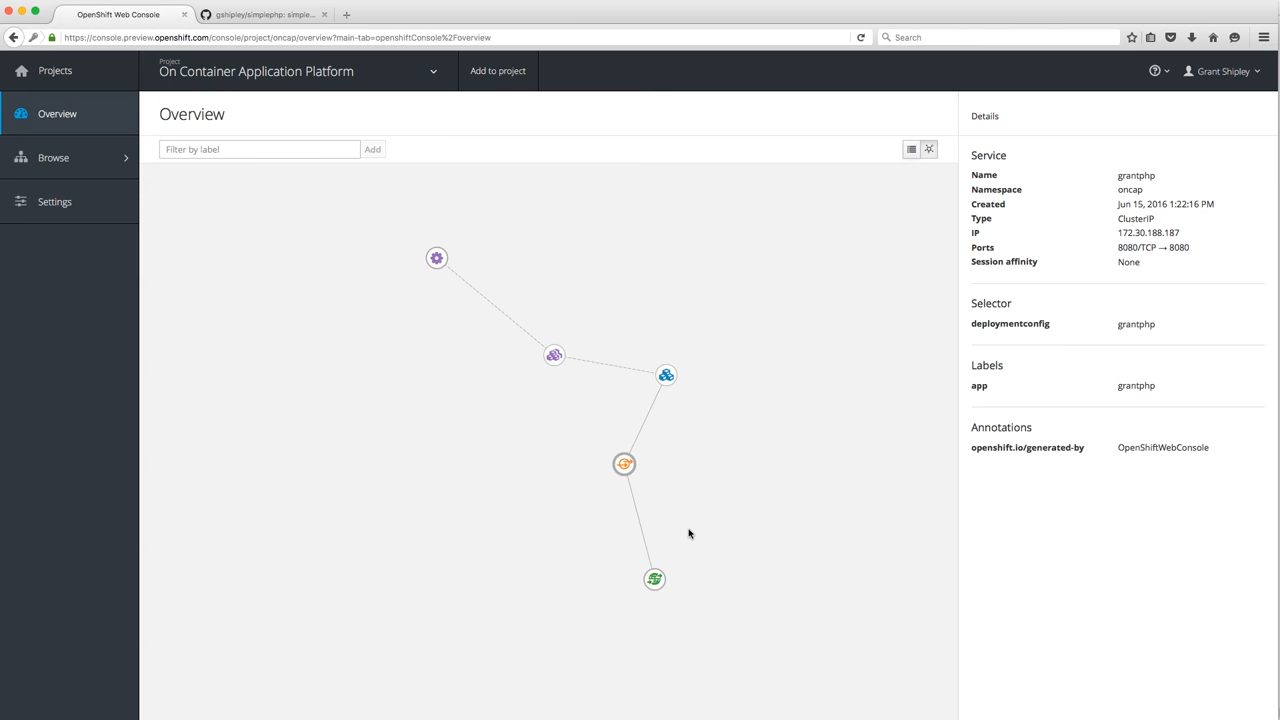 OpenShift Web Console
gshipley/simplephp: simple...
https://console.preview.openshift.com/console/project/oncap/overview?main-tab=openshiftConsole%2Foverview
Search
Projects
Project
On Container Application Platform
Add to project
Grant Shipley
Overview
Browse
Settings
Overview
Filter by label
Add
Details
Service
Name grantphp
Namespace oncap
Created Jun 15, 2016 1:22:16 PM
Type ClusterIP
IP 172.30.188.187
Ports 8080/TCP → 8080
Session affinity None
Selector
deploymentconfig grantphp
Labels
app grantphp
Annotations
openshift.io/generated-by OpenShiftWebConsole